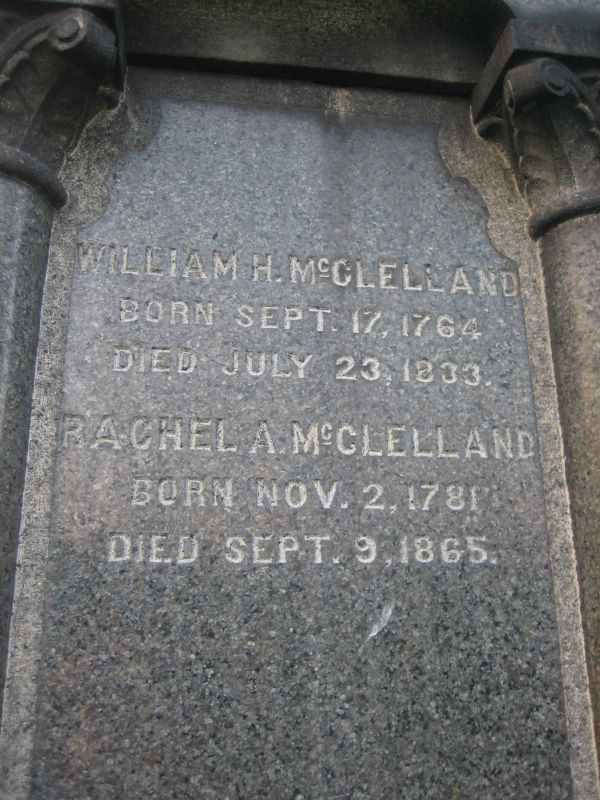 WILLIAM H. McCLELLAND.
BORN SEPT. 17, 1764
DIED JULY 23, 1833.
RACHEL A. McCLELLAND
BORN NOV. 2, 1781
DIED SEPT. 9, 1865.